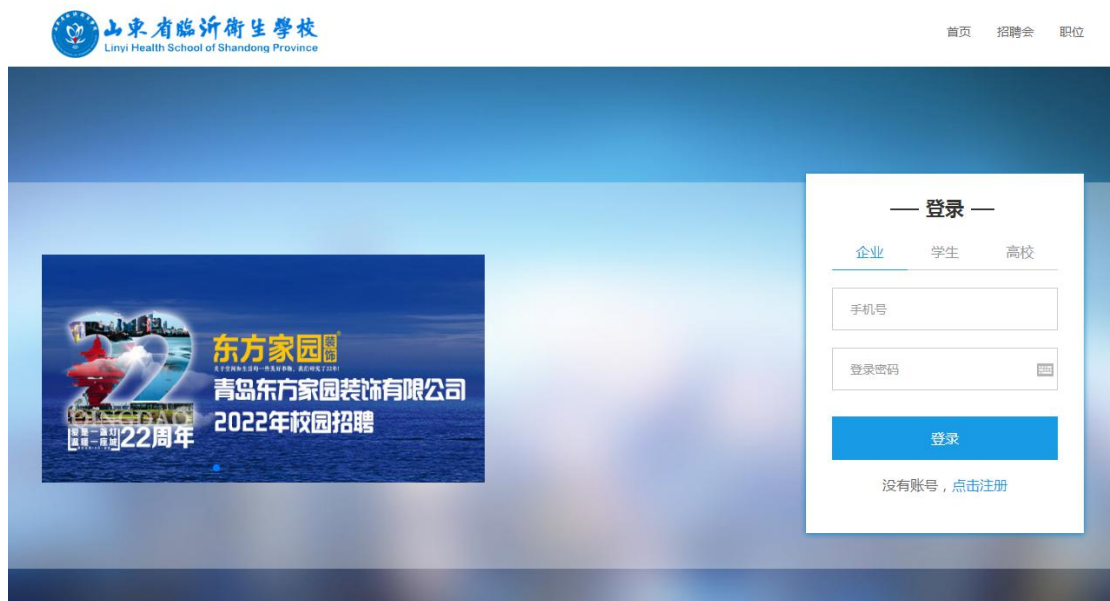 山東省臨沂衛生學校
Linyi Health School of Shandong Province
首页 招聘会 职位
登录
企业 学生 高校
手机号
登录密码
登录
没有账号，点击注册
东方家园装饰
青岛东方家园装饰有限公司
2022年校园招聘
QINGDAO
22周年